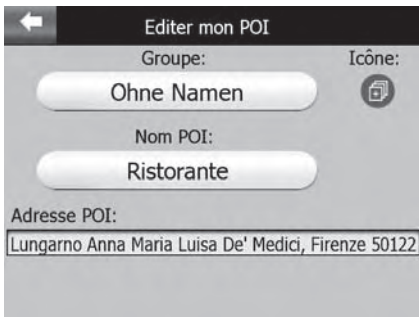 Editer mon POI
Groupe: Icône:
Ohne Namen
Nom POI:
Ristorante
Adresse POI:
Lungarno Anna Maria Luisa De' Medici, Firenze 50122